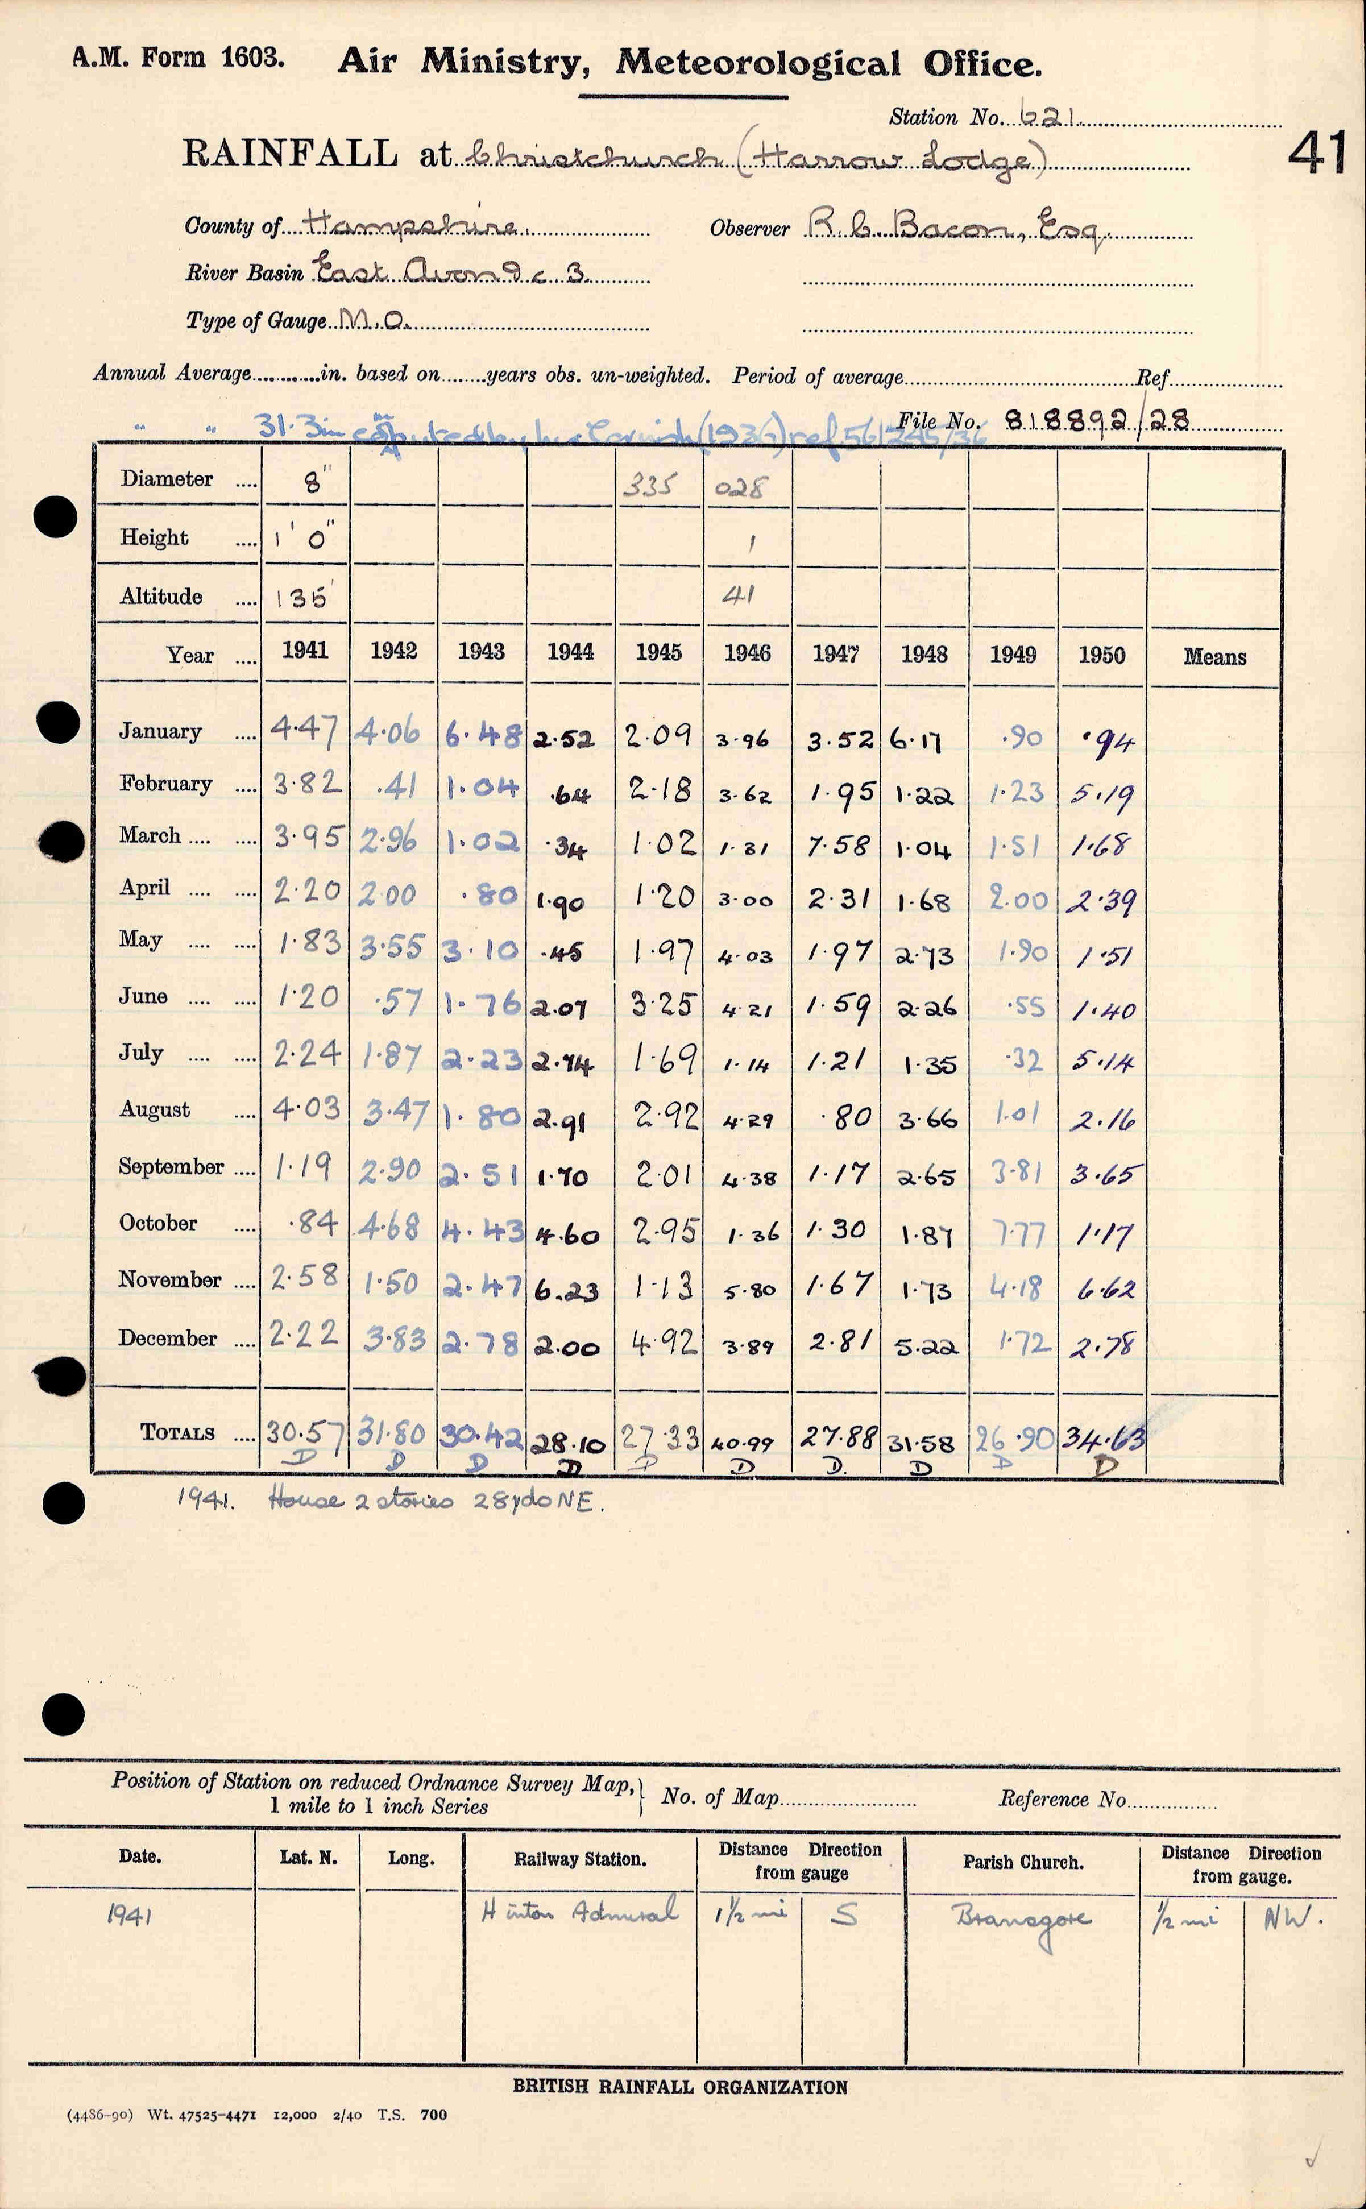 A.M. Form 1603. Air Ministry, Meteorological Office.
Station No. 621.
41
RAINFALL at Christchurch (Harrow Lodge)
County of Hampshire. Observer R. C. Bacon, Esq.
River Basin East Avon &c. 3.
Type of Gauge M.O.
Annual Average..........in. based on........years obs. un-weighted. Period of average..........Ref..........
" " 31.3 in computed by (1936) ref. 561245/36 File No. 818892/28
Diameter .... 8" 335 028
Height .... 1' 0" 1
Altitude .... 135' 41
Year .... 1941 1942 1943 1944 1945 1946 1947 1948 1949 1950 Means
January .... 4.47 4.06 6.48 2.52 2.09 3.96 3.52 6.17 .90 .94
February .... 3.82 .41 1.04 .64 2.18 3.62 1.95 1.22 1.23 5.19
March .... .... 3.95 2.96 1.02 .34 1.02 1.31 7.58 1.04 1.51 1.68
April .... .... 2.20 2.00 .80 1.90 1.20 3.00 2.31 1.68 2.00 2.39
May .... .... 1.83 3.55 3.10 .45 1.97 4.03 1.97 2.73 1.90 1.51
June .... .... 1.20 .57 1.76 2.07 3.25 4.21 1.59 2.26 .55 1.40
July .... .... 2.24 1.87 2.23 2.74 1.69 1.14 1.21 1.35 .32 5.14
August .... 4.03 3.47 1.80 2.91 2.92 4.29 .80 3.66 1.01 2.16
September .... 1.19 2.90 2.51 1.70 2.01 4.38 1.17 2.65 3.81 3.65
October .... .84 4.68 4.43 4.60 2.95 1.36 1.30 1.87 7.77 1.17
November .... 2.58 1.50 2.47 6.23 1.13 5.80 1.67 1.73 4.18 6.62
December .... 2.22 3.83 2.78 2.00 4.92 3.89 2.81 5.22 1.72 2.78
TOTALS .... 30.57 31.80 30.42 28.10 27.33 40.99 27.88 31.58 26.90 34.63
D D D D D D D. D D D
1941. House 2 stories 28yds NE.
Position of Station on reduced Ordnance Survey Map, } No. of Map.......... Reference No..........
1 mile to 1 inch Series
Date. Lat. N. Long. Railway Station. Distance Direction from gauge Parish Church. Distance Direction from gauge.
1941 Hinton Admiral 1½ mi S Bransgore ½ mi NW.
BRITISH RAINFALL ORGANIZATION
(4486-90) Wt. 47525-4471 12,000 2/40 T.S. 700